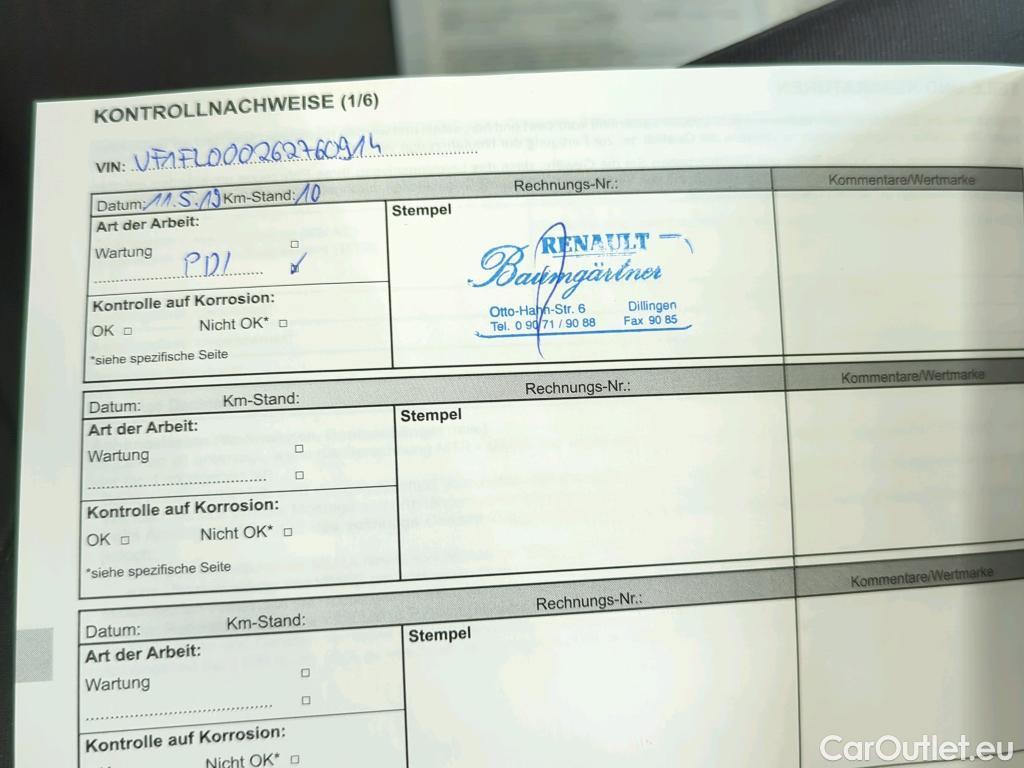 KONTROLLNACHWEISE (1/6)
VIN: VF1FL000262760914
Datum: 11.5.19 Km-Stand: 10 Rechnungs-Nr.: Kommentare/Wertmarke
Art der Arbeit:
Wartung
PDI
Kontrolle auf Korrosion:
OK Nicht OK*
*siehe spezifische Seite
Stempel
RENAULT
Baumgärtner
Otto-Hahn-Str. 6 Dillingen
Tel. 0 90 71 / 90 88 Fax 90 85
Datum: Km-Stand: Rechnungs-Nr.: Kommentare/Wertmarke
Art der Arbeit:
Wartung
Kontrolle auf Korrosion:
OK Nicht OK*
*siehe spezifische Seite
Stempel
Datum: Km-Stand: Rechnungs-Nr.: Kommentare/Wertmarke
Art der Arbeit:
Wartung
Kontrolle auf Korrosion:
Nicht OK*
Stempel
CarOutlet.eu